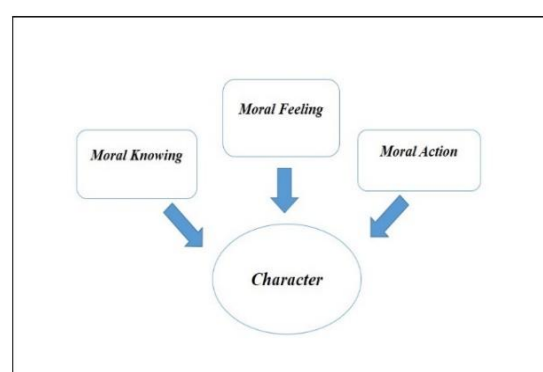 Moral Feeling
Moral Knowing
Moral Action
Character